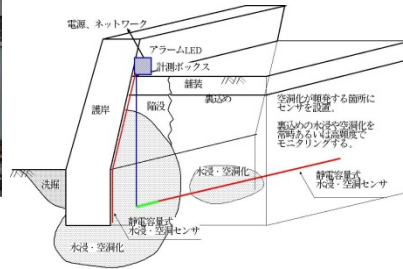 電源、ネットワーク
アラームLED
計測ボックス
舗装
裏込め
護岸
陥没
空洞化が頻発する箇所に
センサを設置。
裏込めの水浸や空洞化を
常時あるいは高頻度で
モニタリングする。
洗掘
水浸・空洞化
静電容量式
水浸・空洞センサ
静電容量式
水浸・空洞センサ
水浸・空洞化